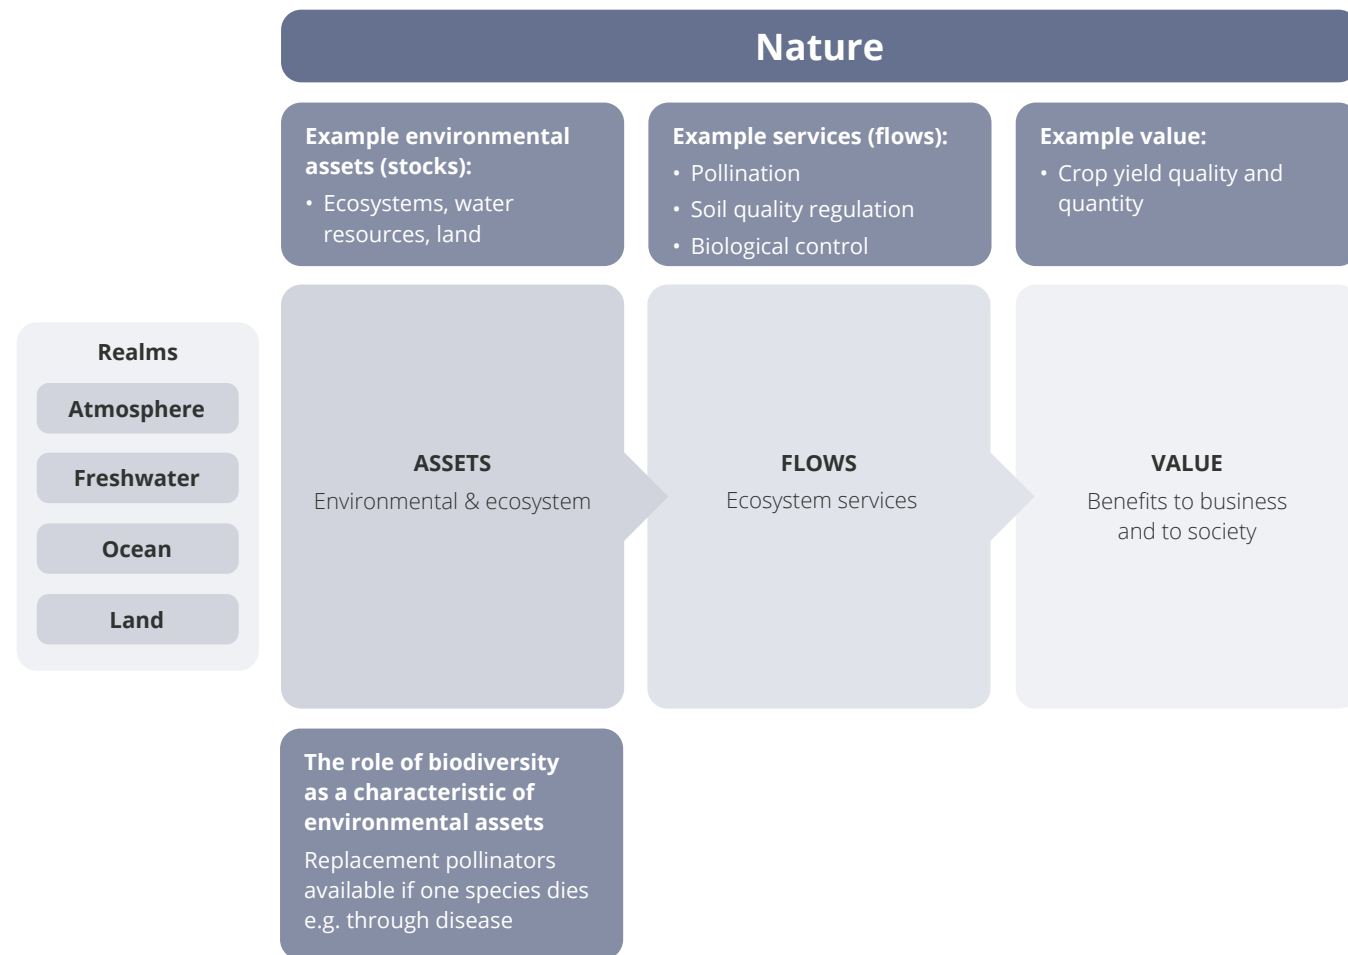 Nature
Example environmental
assets (stocks):
• Ecosystems, water
resources, land
Example services (flows):
• Pollination
• Soil quality regulation
• Biological control
Example value:
• Crop yield quality and
quantity
Realms
Atmosphere
Freshwater
Ocean
Land
ASSETS
Environmental & ecosystem
FLOWS
Ecosystem services
VALUE
Benefits to business
and to society
The role of biodiversity
as a characteristic of
environmental assets
Replacement pollinators
available if one species dies
e.g. through disease